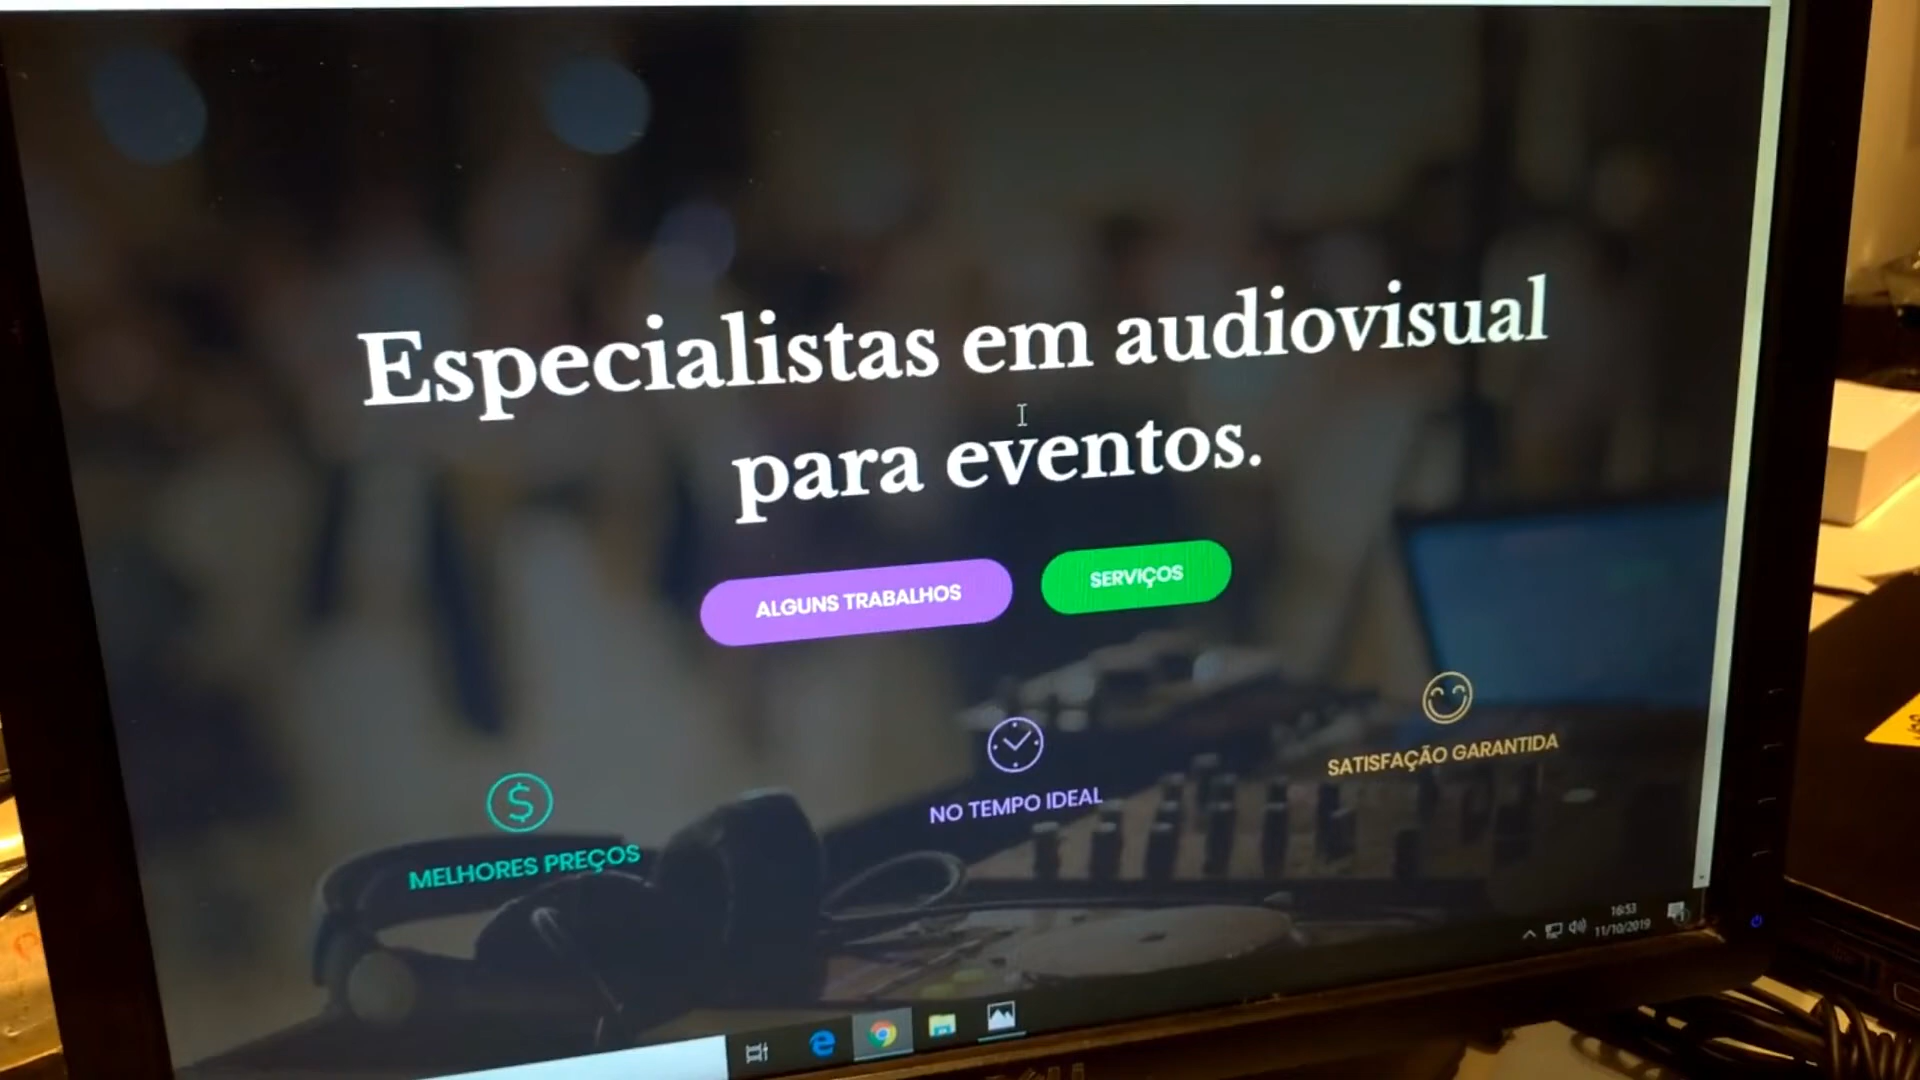 Especialistas em audiovisual
para eventos.
ALGUNS TRABALHOS
SERVIÇOS
MELHORES PREÇOS
NO TEMPO IDEAL
SATISFAÇÃO GARANTIDA
16:53
11/10/2019